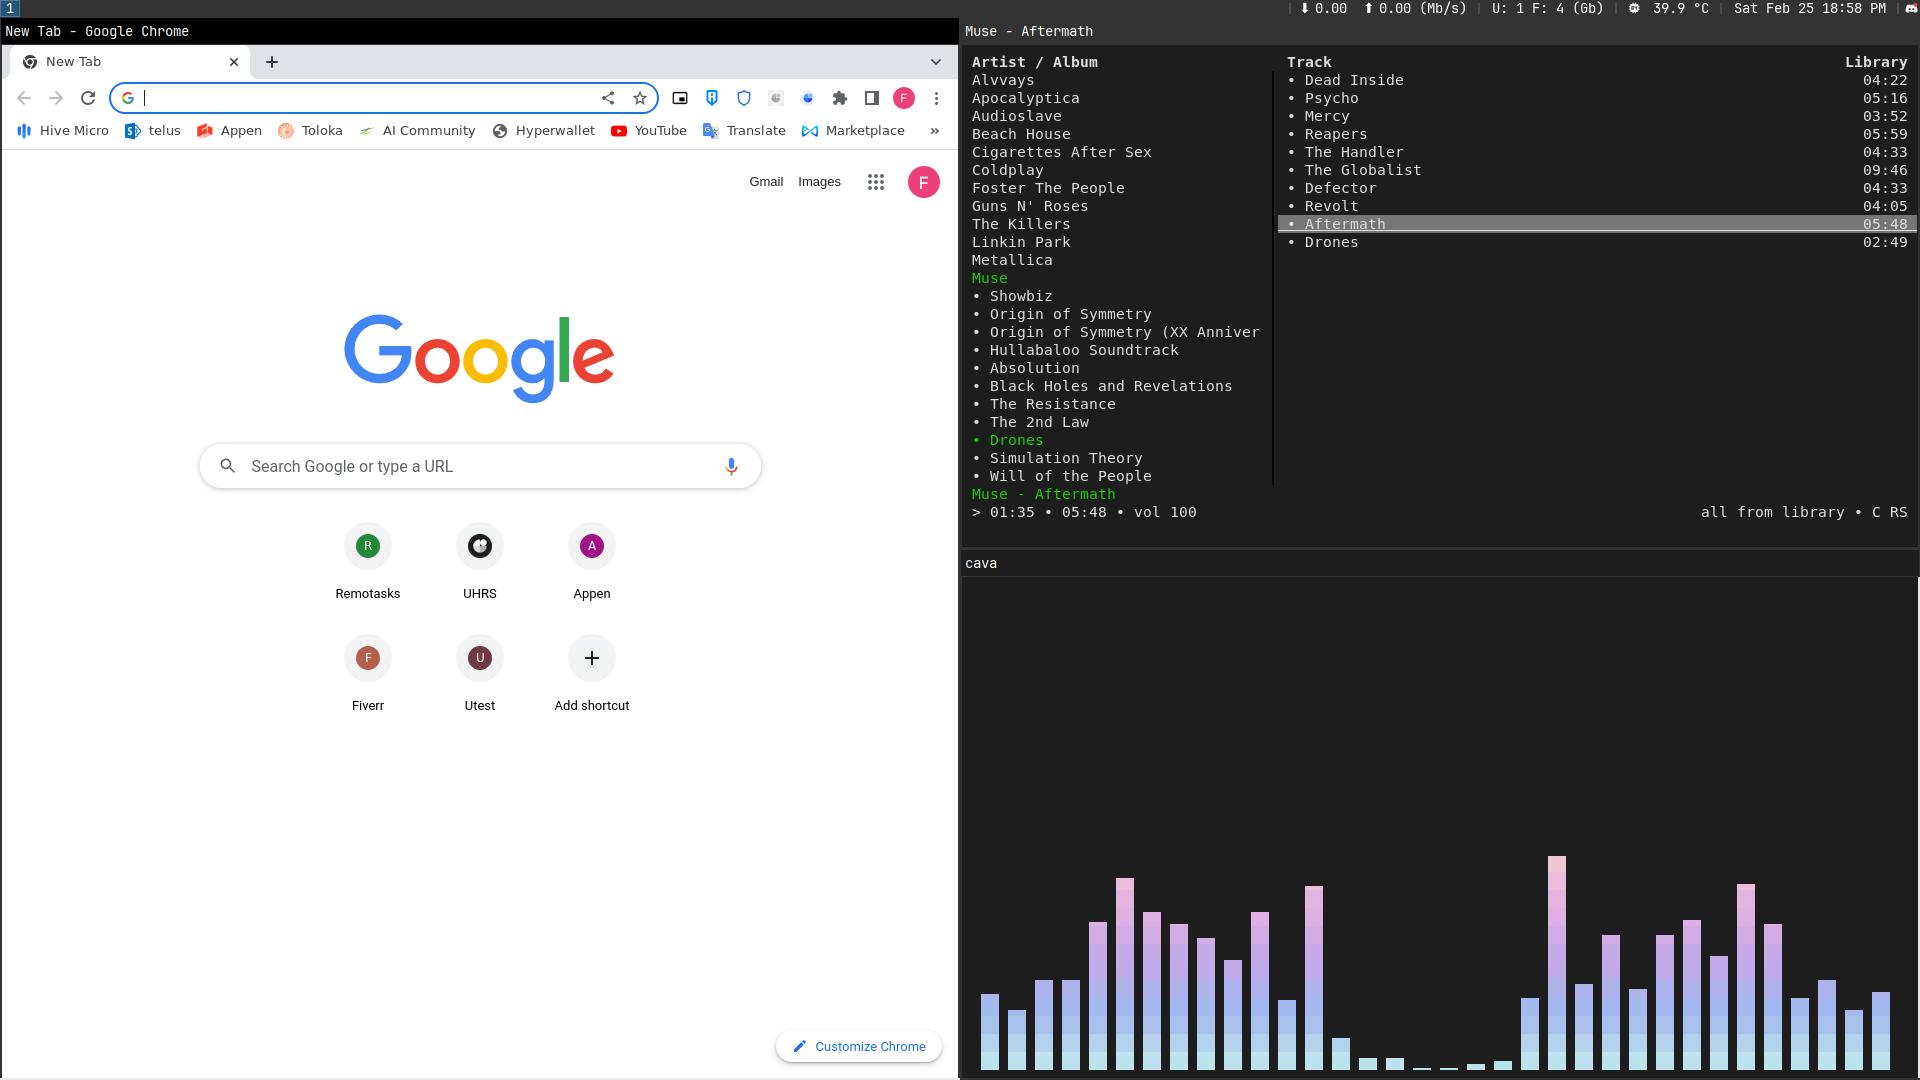 1
⬇ 0.00 ⬆ 0.00 (Mb/s) | U: 1 F: 4 (Gb) | 39.9 °C | Sat Feb 25 18:58 PM |
New Tab - Google Chrome
New Tab
F
Hive Micro telus Appen Toloka AI Community Hyperwallet YouTube Translate Marketplace »
Gmail Images F
Google
Search Google or type a URL
R A
Remotasks UHRS Appen
F U
Fiverr Utest Add shortcut
Customize Chrome
Muse - Aftermath
Artist / Album
Alvvays
Apocalyptica
Audioslave
Beach House
Cigarettes After Sex
Coldplay
Foster The People
Guns N' Roses
The Killers
Linkin Park
Metallica
Muse
• Showbiz
• Origin of Symmetry
• Origin of Symmetry (XX Anniver
• Hullabaloo Soundtrack
• Absolution
• Black Holes and Revelations
• The Resistance
• The 2nd Law
• Drones
• Simulation Theory
• Will of the People
Track Library
• Dead Inside 04:22
• Psycho 05:16
• Mercy 03:52
• Reapers 05:59
• The Handler 04:33
• The Globalist 09:46
• Defector 04:33
• Revolt 04:05
• Aftermath 05:48
• Drones 02:49
Muse - Aftermath
> 01:35 • 05:48 • vol 100 all from library • C RS
cava